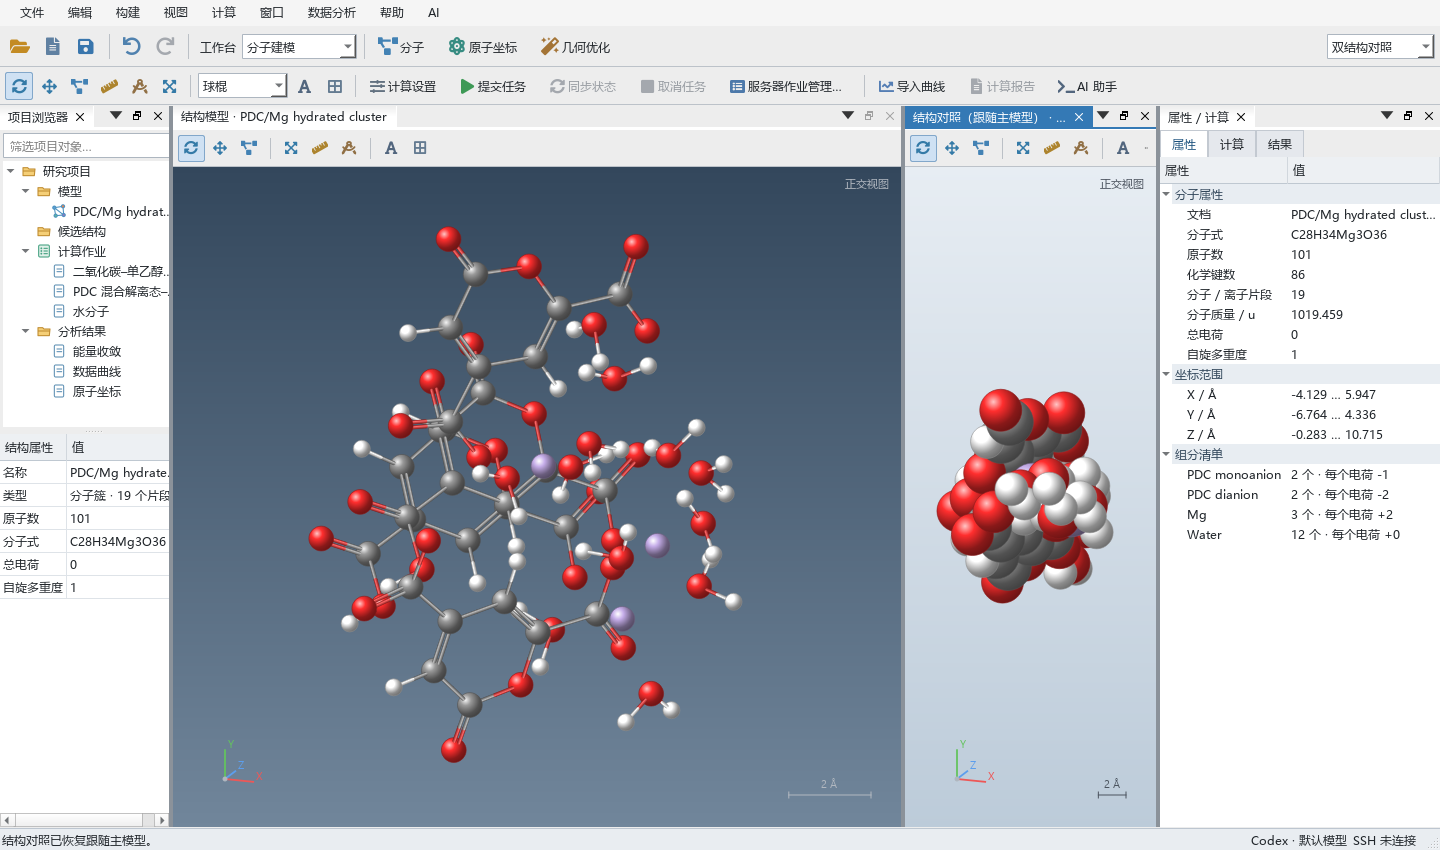 文件 编辑 构建 视图 计算 窗口 数据分析 帮助 AI
工作台 分子建模 分子 原子坐标 几何优化 双结构对照
球棍 A 计算设置 提交任务 同步状态 取消任务 服务器作业管理... 导入曲线 计算报告 AI 助手
项目浏览器
筛选项目对象...
研究项目
模型
PDC/Mg hydrat..
候选结构
计算作业
二氧化碳–单乙醇..
PDC 混合解离态–.
水分子
分析结果
能量收敛
数据曲线
原子坐标
结构属性 值
名称 PDC/Mg hydrate.
类型 分子簇 · 19 个片段
原子数 101
分子式 C28H34Mg3O36
总电荷 0
自旋多重度 1
结构模型 · PDC/Mg hydrated cluster
A
正交视图
Y
Z
X
2 Å
结构对照（跟随主模型） · ...
A
正交视图
Y
Z
X
2 Å
属性 / 计算
属性 计算 结果
属性 值
分子属性
文档 PDC/Mg hydrated clust...
分子式 C28H34Mg3O36
原子数 101
化学键数 86
分子 / 离子片段 19
分子质量 / u 1019.459
总电荷 0
自旋多重度 1
坐标范围
X / Å -4.129 ... 5.947
Y / Å -6.764 ... 4.336
Z / Å -0.283 ... 10.715
组分清单
PDC monoanion 2 个 · 每个电荷 -1
PDC dianion 2 个 · 每个电荷 -2
Mg 3 个 · 每个电荷 +2
Water 12 个 · 每个电荷 +0
结构对照已恢复跟随主模型。 Codex · 默认模型 SSH 未连接